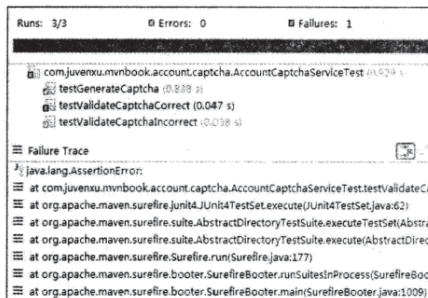 Runs: 3/3 Errors: 0 Failures: 1
com.juvenxu.mvnbook.account.captcha.AccountCaptchaServiceTest (0.929 s)
testGenerateCaptcha (0.838 s)
testValidateCaptchaCorrect (0.047 s)
testValidateCaptchaIncorrect (0.038 s)
Failure Trace
java.lang.AssertionError:
at com.juvenxu.mvnbook.account.captcha.AccountCaptchaServiceTest.testValidateCa
at org.apache.maven.surefire.junit4.JUnit4TestSet.execute(JUnit4TestSet.java:62)
at org.apache.maven.surefire.suite.AbstractDirectoryTestSuite.executeTestSet(Abstra
at org.apache.maven.surefire.suite.AbstractDirectoryTestSuite.execute(AbstractDirec
at org.apache.maven.surefire.Surefire.run(Surefire.java:177)
at org.apache.maven.surefire.booter.SurefireBooter.runSuitesInProcess(SurefireBoo
at org.apache.maven.surefire.booter.SurefireBooter.main(SurefireBooter.java:1009)